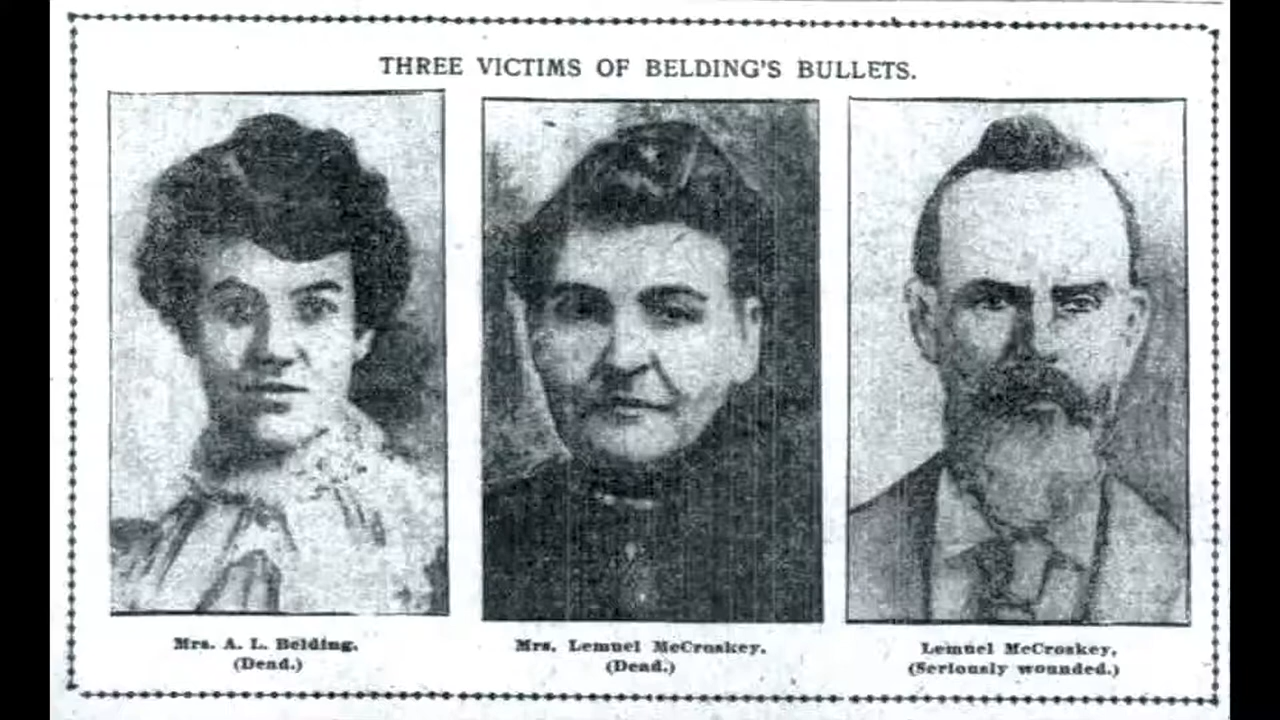 THREE VICTIMS OF BELDING'S BULLETS.
Mrs. A. L. Belding.
(Dead.)
Mrs. Lemuel McCroskey.
(Dead.)
Lemuel McCroskey,
(Seriously wounded.)